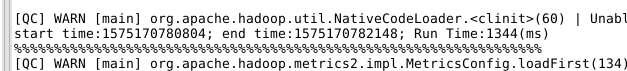 [QC] WARN [main] org.apache.hadoop.util.NativeCodeLoader.<clinit>(60) | Unabl
start time:1575170780804; end time:1575170782148; Run Time:1344(ms)
%%%%%%%%%%%%%%%%%%%%%%%%%%%%%%%%%%%%%%%%%%%%%%%%%%%%%%%%%%%%%%%%%%%
[QC] WARN [main] org.apache.hadoop.metrics2.impl.MetricsConfig.loadFirst(134)